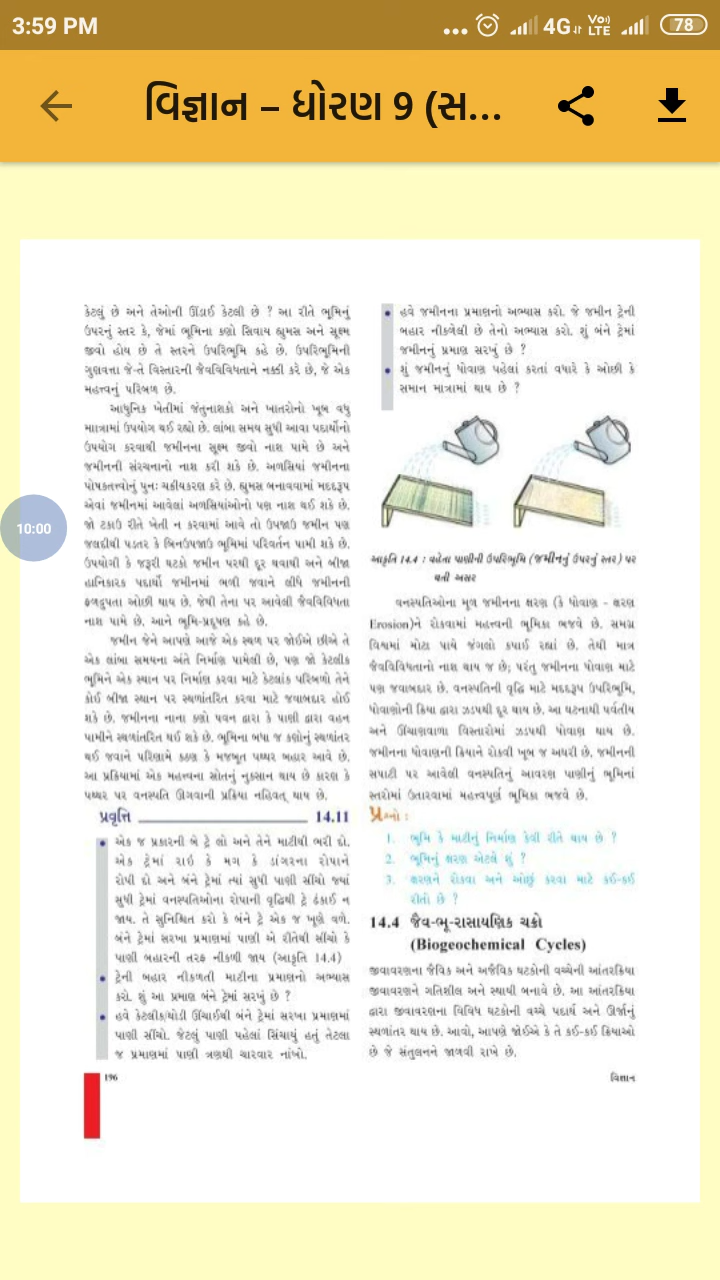 3:59 PM
4G
Vo) LTE
78
વિજ્ઞાન – ધોરણ 9 (સ...
10:00
કેટલું છે અને તેઓની ઊંડાઈ કેટલી છે ? આ રીતે ભૂમિનું
ઉપરનું સ્તર કે, જેમાં ભૂમિના કણો સિવાય હ્યુમસ અને સૂક્ષ્મ
જીવો હોય છે તે સ્તરને ઉપરિભૂમિ કહે છે. ઉપરિભૂમિની
ગુણવત્તા જે-તે વિસ્તારની જૈવવિવિધતાને નક્કી કરે છે, જે એક
મહત્ત્વનું પરિબળ છે.
આધુનિક ખેતીમાં જંતુનાશકો અને ખાતરોનો ખૂબ વધુ
માત્રામાં ઉપયોગ થઈ રહ્યો છે. લાંબા સમય સુધી આવા પદાર્થોનો
ઉપયોગ કરવાથી જમીનના સૂક્ષ્મ જીવો નાશ પામે છે અને
જમીનની સંરચનાનો નાશ કરી શકે છે. અળસિયાં જમીનના
પોષકતત્ત્વોનું પુનઃ ચક્રીયકરણ કરે છે. હ્યુમસ બનાવવામાં મદદરૂપ
એવાં જમીનમાં આવેલાં અળસિયાંઓનો પણ નાશ થઈ શકે છે.
જો ટકાઉ રીતે ખેતી ન કરવામાં આવે તો ઉપજાઉ જમીન પણ
જલદીથી પડતર કે બિનઉપજાઉ ભૂમિમાં પરિવર્તન પામી શકે છે.
ઉપયોગી કે જરૂરી ઘટકો જમીન પરથી દૂર થવાથી અને બીજા
હાનિકારક પદાર્થો જમીનમાં ભળી જવાને લીધે જમીનની
ફળદ્રુપતા ઓછી થાય છે. જેથી તેના પર આવેલી જૈવવિવિધતા
નાશ પામે છે. આને ભૂમિ-પ્રદૂષણ કહે છે.
જમીન જેને આપણે આજે એક સ્થળ પર જોઈએ છીએ તે
એક લાંબા સમયના અંતે નિર્માણ પામેલી છે, પણ જો કેટલીક
ભૂમિને એક સ્થાન પર નિર્માણ કરવા માટે કેટલાંક પરિબળો તેને
કોઈ બીજા સ્થાન પર સ્થળાંતરિત કરવા માટે જવાબદાર હોઈ
શકે છે. જમીનના નાના કણો પવન દ્વારા કે પાણી દ્વારા વહન
પામીને સ્થળાંતરિત થઈ શકે છે. ભૂમિના બધા જ કણોનું સ્થળાંતર
થઈ જવાને પરિણામે કઠણ કે મજબૂત પથ્થર બહાર આવે છે.
આ પ્રક્રિયામાં એક મહત્ત્વના સ્રોતનું નુકસાન થાય છે કારણ કે
પથ્થર પર વનસ્પતિ ઊગવાની પ્રક્રિયા નહિવત્ થાય છે.
પ્રવૃત્તિ 14.11
• એક જ પ્રકારની બે ટ્રે લો અને તેને માટીથી ભરી દો.
એક ટ્રેમાં રાઈ કે મગ કે ડાંગરના રોપાને
રોપી દો અને બંને ટ્રેમાં ત્યાં સુધી પાણી સીંચો જ્યાં
સુધી ટ્રેમાં વનસ્પતિઓના રોપાની વૃદ્ધિથી ટ્રે ઢંકાઈ ન
જાય. તે સુનિશ્ચિત કરો કે બંને ટ્રે એક જ ખૂણે વળે.
બંને ટ્રેમાં સરખા પ્રમાણમાં પાણી એ રીતેથી સીંચો કે
પાણી બહારની તરફ નીકળી જાય (આકૃતિ 14.4)
• ટ્રેની બહાર નીકળતી માટીના પ્રમાણનો અભ્યાસ
કરો. શું આ પ્રમાણ બંને ટ્રેમાં સરખું છે ?
• હવે કેટલીક/થોડી ઊંચાઈથી બંને ટ્રેમાં સરખા પ્રમાણમાં
પાણી સીંચો. જેટલું પાણી પહેલાં સિંચાયું હતું તેટલા
જ પ્રમાણમાં પાણી ત્રણથી ચારવાર નાંખો.
• હવે જમીનના પ્રમાણનો અભ્યાસ કરો. જે જમીન ટ્રેની
બહાર નીકળેલી છે તેનો અભ્યાસ કરો. શું બંને ટ્રેમાં
જમીનનું પ્રમાણ સરખું છે ?
• શું જમીનનું ધોવાણ પહેલાં કરતાં વધારે કે ઓછી કે
સમાન માત્રામાં થાય છે ?
આકૃતિ 14.4 : વહેતા પાણીની ઉપરિભૂમિ (જમીનનું ઉપરનું સ્તર) પર
થતી અસર
વનસ્પતિઓના મૂળ જમીનના ક્ષરણ (કે ધોવાણ - ક્ષરણ
Erosion)ને રોકવામાં મહત્ત્વની ભૂમિકા ભજવે છે. સમગ્ર
વિશ્વમાં મોટા પાયે જંગલો કપાઈ રહ્યાં છે. તેથી માત્ર
જૈવવિવિધતાનો નાશ થાય જ છે; પરંતુ જમીનના ધોવાણ માટે
પણ જવાબદાર છે. વનસ્પતિની વૃદ્ધિ માટે મદદરૂપ ઉપરિભૂમિ,
ધોવાણોની ક્રિયા દ્વારા ઝડપથી દૂર થાય છે. આ ઘટનાથી પર્વતીય
અને ઊંચાણવાળા વિસ્તારોમાં ઝડપથી ધોવાણ થાય છે.
જમીનના ધોવાણની ક્રિયાને રોકવી ખૂબ જ અઘરી છે. જમીનની
સપાટી પર આવેલી વનસ્પતિનું આવરણ પાણીનું ભૂમિનાં
સ્તરોમાં ઉતારવામાં મહત્ત્વપૂર્ણ ભૂમિકા ભજવે છે.
પ્રશ્નો :
1. ભૂમિ કે માટીનું નિર્માણ કેવી રીતે થાય છે ?
2. ભૂમિનું ક્ષરણ એટલે શું ?
3. ક્ષરણને રોકવા અને ઓછું કરવા માટે કઈ-કઈ
રીતો છે ?
14.4 જૈવ-ભૂ-રાસાયણિક ચક્રો
(Biogeochemical Cycles)
જીવાવરણના જૈવિક અને અજૈવિક ઘટકોની વચ્ચેની આંતરક્રિયા
જીવાવરણને ગતિશીલ અને સ્થાયી બનાવે છે. આ આંતરક્રિયા
દ્વારા જીવાવરણના વિવિધ ઘટકોની વચ્ચે પદાર્થ અને ઊર્જાનું
સ્થળાંતર થાય છે. આવો, આપણે જોઈએ કે તે કઈ-કઈ ક્રિયાઓ
છે જે સંતુલનને જાળવી રાખે છે.
196
વિજ્ઞાન